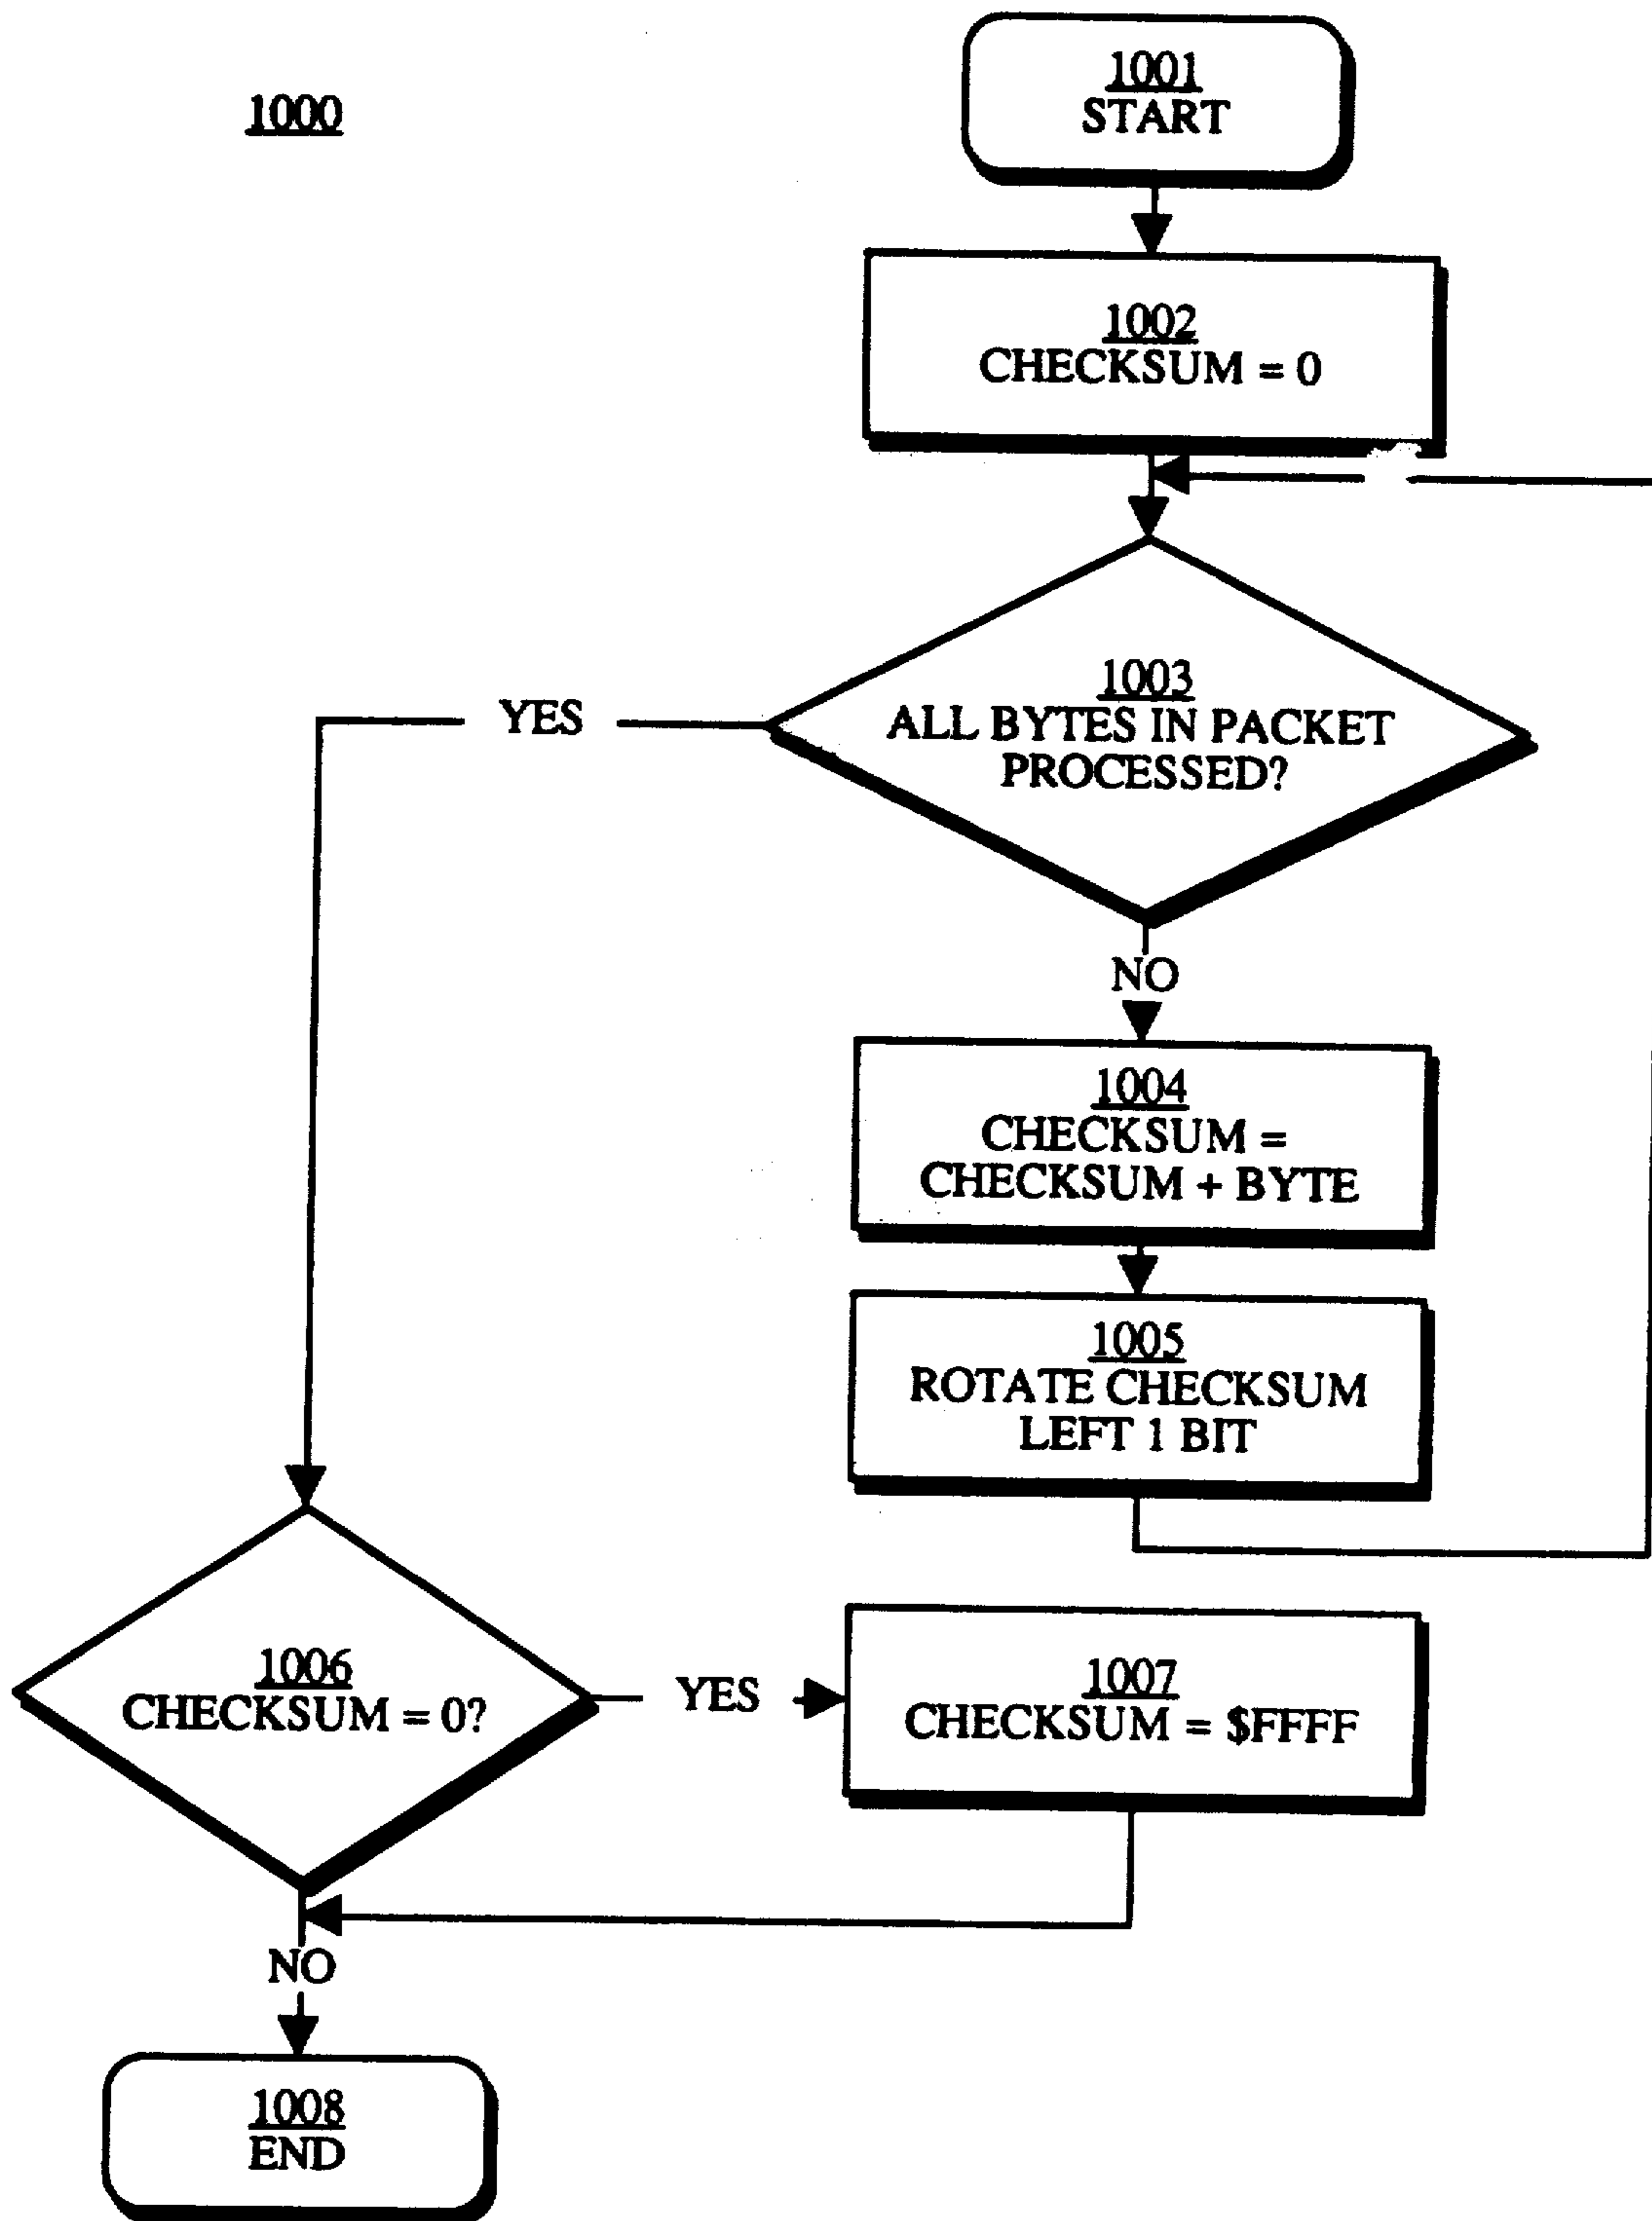 1000
1001
START
1002
CHECKSUM = 0
1003
ALL BYTES IN PACKET
PROCESSED?
YES
NO
1004
CHECKSUM =
CHECKSUM + BYTE
1005
ROTATE CHECKSUM
LEFT 1 BIT
1006
CHECKSUM = 0?
YES
1007
CHECKSUM = $FFFF
NO
1008
END